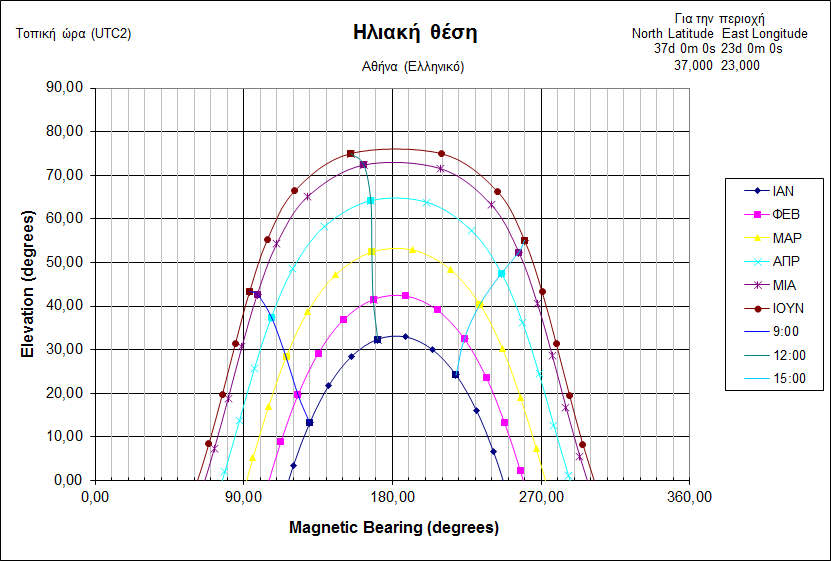 Τοπική ώρα (UTC2)
Ηλιακή θέση
Αθήνα (Ελληνικό)
Για την περιοχή
North Latitude East Longitude
37d 0m 0s 23d 0m 0s
37,000 23,000
90,00
80,00
70,00
60,00
50,00
40,00
30,00
20,00
10,00
0,00
Elevation (degrees)
0,00 90,00 180,00 270,00 360,00
Magnetic Bearing (degrees)
ΙΑΝ
ΦΕΒ
ΜΑΡ
ΑΠΡ
ΜΙΑ
ΙΟΥΝ
9:00
12:00
15:00